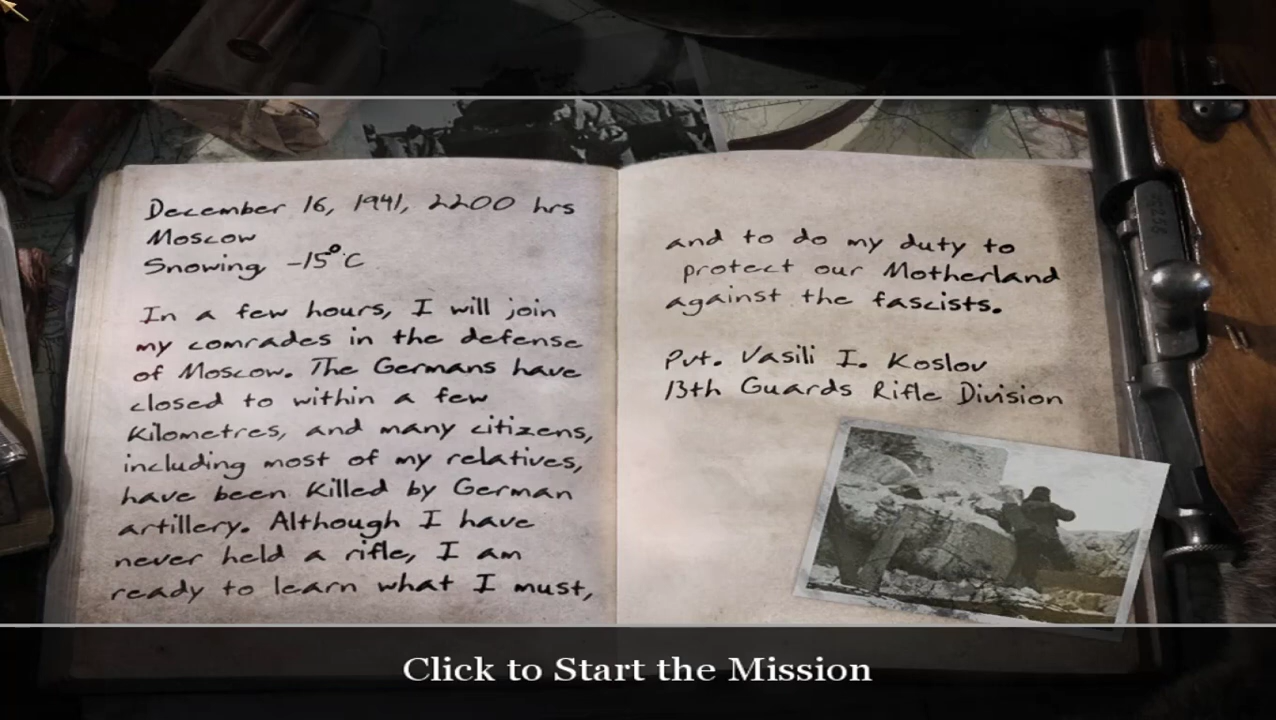 December 16, 1941, 2200 hrs
Moscow
Snowing -15°C
In a few hours, I will join
my comrades in the defense
of Moscow. The Germans have
closed to within a few
Kilometres, and many citizens,
including most of my relatives,
have been killed by German
artillery. Although I have
never held a rifle, I am
ready to learn what I must,
and to do my duty to
protect our Motherland
against the fascists.
Pvt. Vasili I. Koslov
13th Guards Rifle Division
Click to Start the Mission